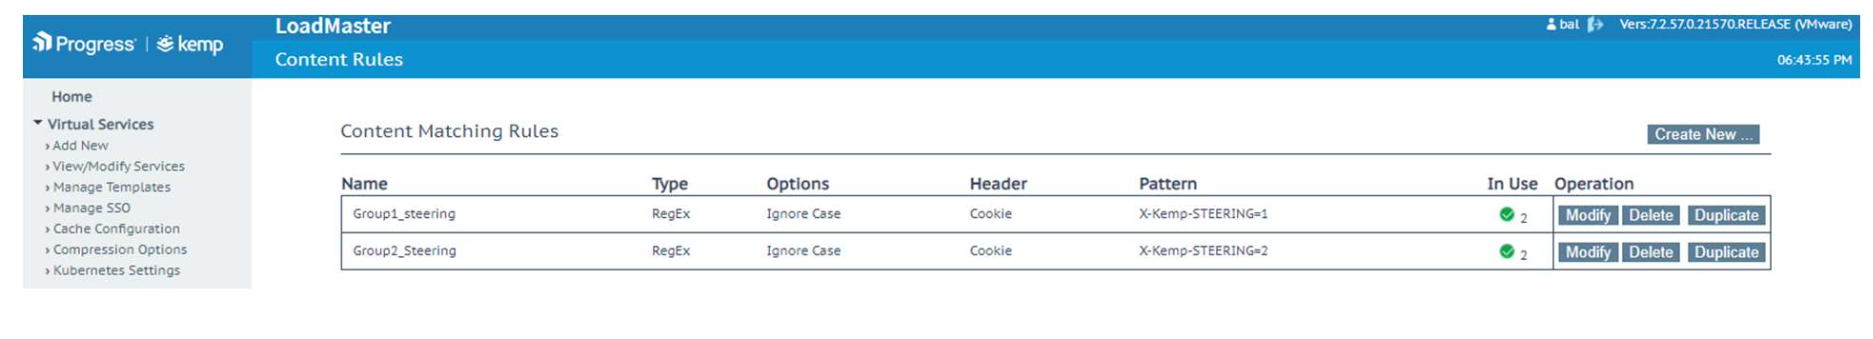 Progress | kemp
LoadMaster
bal Vers:7.2.57.0.21570.RELEASE (VMware)
Content Rules
06:43:55 PM
Home
Virtual Services
Add New
View/Modify Services
Manage Templates
Manage SSO
Cache Configuration
Compression Options
Kubernetes Settings
Content Matching Rules
Create New ...
Name Type Options Header Pattern In Use Operation
Group1_steering RegEx Ignore Case Cookie X-Kemp-STEERING=1 2 Modify Delete Duplicate
Group2_Steering RegEx Ignore Case Cookie X-Kemp-STEERING=2 2 Modify Delete Duplicate